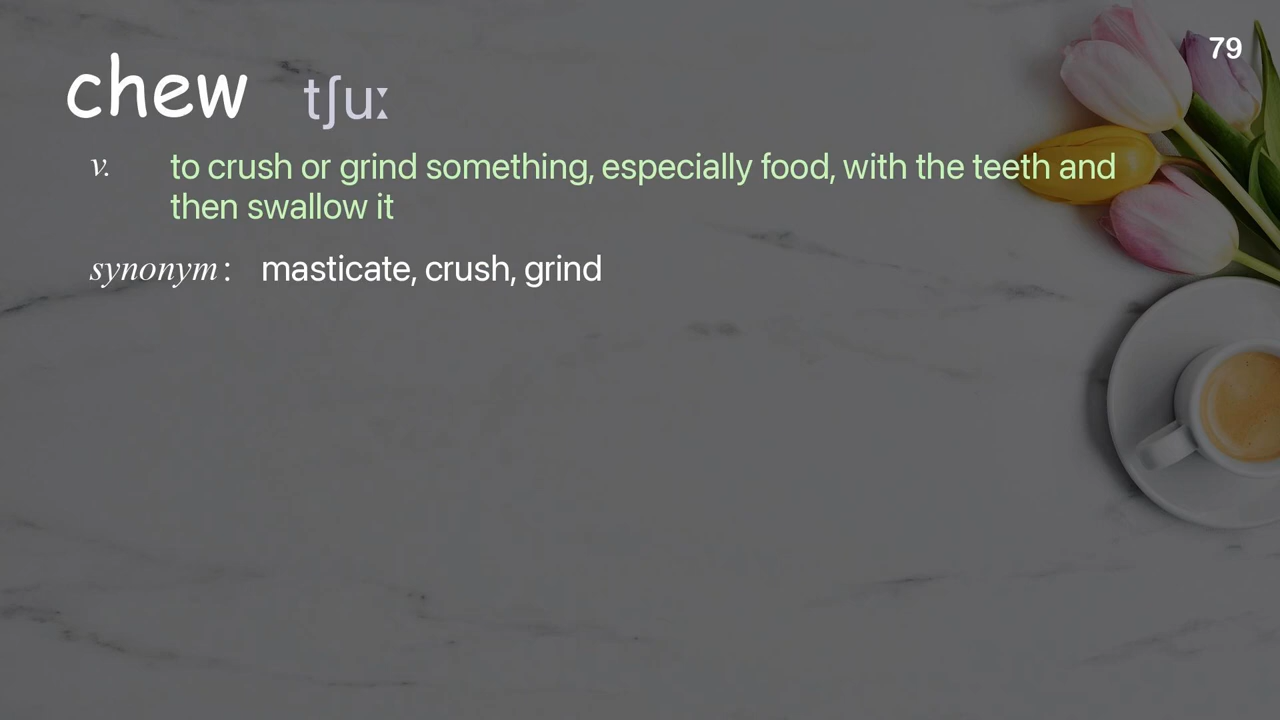 79
chew tʃuː
v. to crush or grind something, especially food, with the teeth and
then swallow it
synonym : masticate, crush, grind